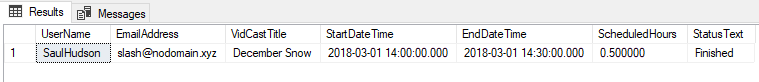 Results Messages
UserName EmailAddress VidCastTitle StartDateTime EndDateTime ScheduledHours StatusText
1 SaulHudson slash@nodomain.xyz December Snow 2018-03-01 14:00:00.000 2018-03-01 14:30:00.000 0.500000 Finished